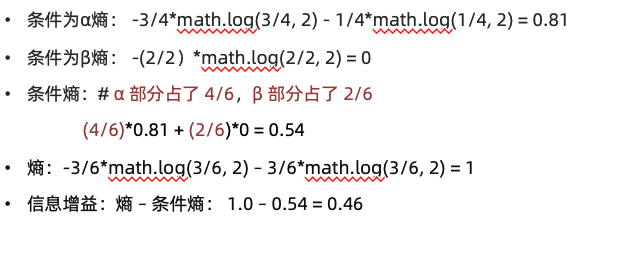 • 条件为α熵： -3/4*math.log(3/4, 2) - 1/4*math.log(1/4, 2) = 0.81
• 条件为β熵： -(2/2）*math.log(2/2, 2) = 0
• 条件熵：# α 部分占了 4/6，β 部分占了 2/6
(4/6)*0.81 + (2/6)*0 = 0.54
• 熵：-3/6*math.log(3/6, 2) – 3/6*math.log(3/6, 2) = 1
• 信息增益：熵 – 条件熵： 1.0 – 0.54 = 0.46